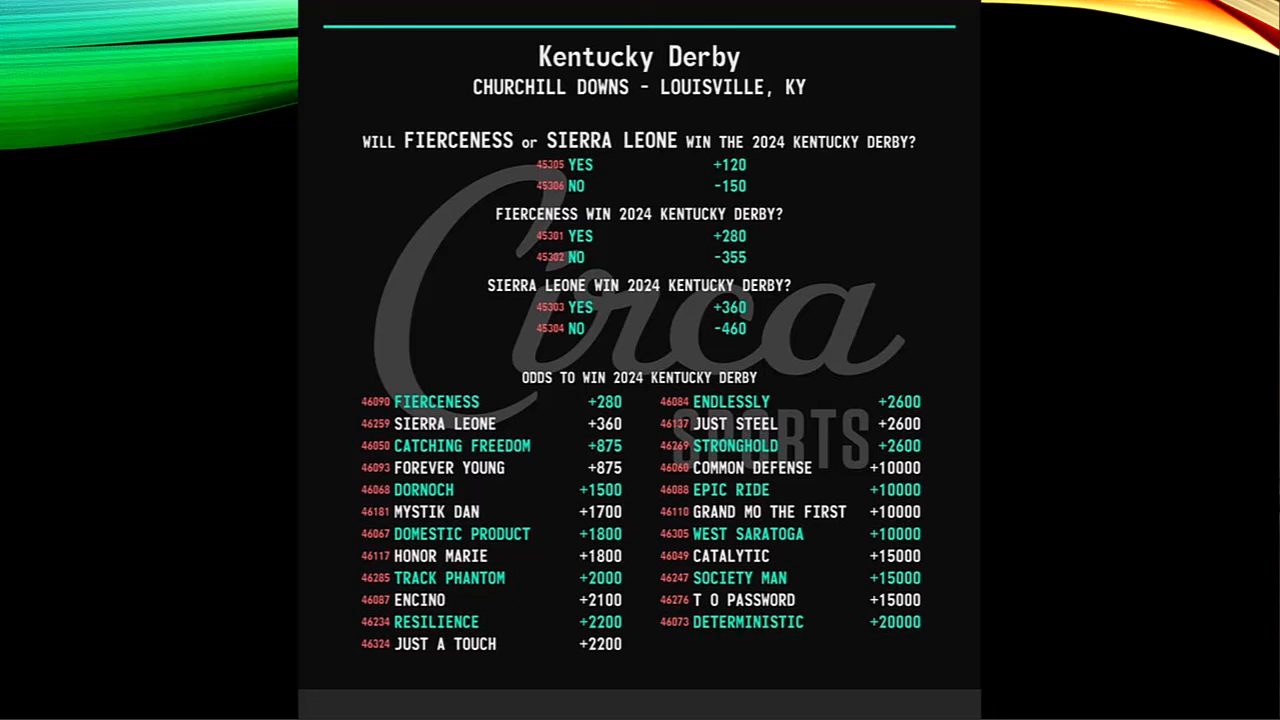 Kentucky Derby
CHURCHILL DOWNS - LOUISVILLE, KY
WILL FIERCENESS or SIERRA LEONE WIN THE 2024 KENTUCKY DERBY?
45305 YES +120
45306 NO -150
FIERCENESS WIN 2024 KENTUCKY DERBY?
45301 YES +280
45302 NO -355
SIERRA LEONE WIN 2024 KENTUCKY DERBY?
45303 YES +360
45304 NO -460
Circa
SPORTS
ODDS TO WIN 2024 KENTUCKY DERBY
46090 FIERCENESS +280
46259 SIERRA LEONE +360
46050 CATCHING FREEDOM +875
46093 FOREVER YOUNG +875
46068 DORNOCH +1500
46181 MYSTIK DAN +1700
46067 DOMESTIC PRODUCT +1800
46117 HONOR MARIE +1800
46285 TRACK PHANTOM +2000
46087 ENCINO +2100
46234 RESILIENCE +2200
46324 JUST A TOUCH +2200
46084 ENDLESSLY +2600
46137 JUST STEEL +2600
46269 STRONGHOLD +2600
46060 COMMON DEFENSE +10000
46088 EPIC RIDE +10000
46110 GRAND MO THE FIRST +10000
46305 WEST SARATOGA +10000
46049 CATALYTIC +15000
46247 SOCIETY MAN +15000
46276 T O PASSWORD +15000
46073 DETERMINISTIC +20000